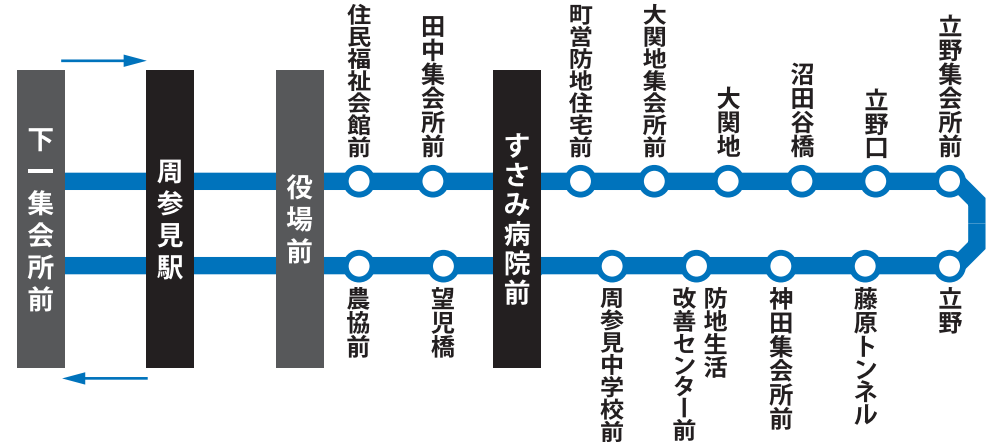 下一集会所前
周参見駅
役場前
住民福祉会館前
田中集会所前
すさみ病院前
町営防地住宅前
大関地集会所前
大関地
沼田谷橋
立野口
立野集会所前
農協前
望児橋
周参見中学校前
防地生活
改善センター前
神田集会所前
藤原トンネル
立野